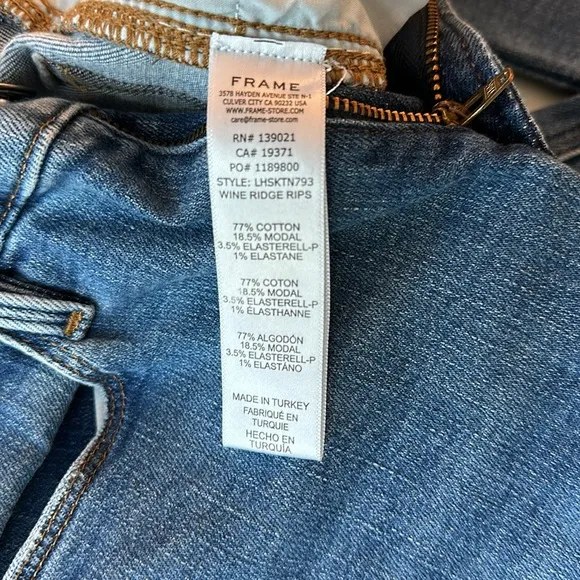 FRAME
3578 HAYDEN AVENUE STE N-1
CULVER CITY CA 90232 USA
WWW.FRAME-STORE.COM
care@frame-store.com
RN# 139021
CA# 19371
PO# 1189800
STYLE: LHSKTN793
WINE RIDGE RIPS
77% COTTON
18.5% MODAL
3.5% ELASTERELL-P
1% ELASTANE
77% COTON
18.5% MODAL
3.5% ELASTERELL-P
1% ÉLASTHANNE
77% ALGODÓN
18.5% MODAL
3.5% ELASTERELL-P
1% ELASTANO
MADE IN TURKEY
FABRIQUÉ EN
TURQUIE
HECHO EN
TURQUÍA